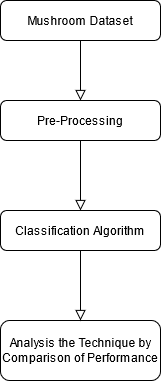 Mushroom Dataset
Pre-Processing
Classification Algorithm
Analysis the Technique by
Comparison of Performance